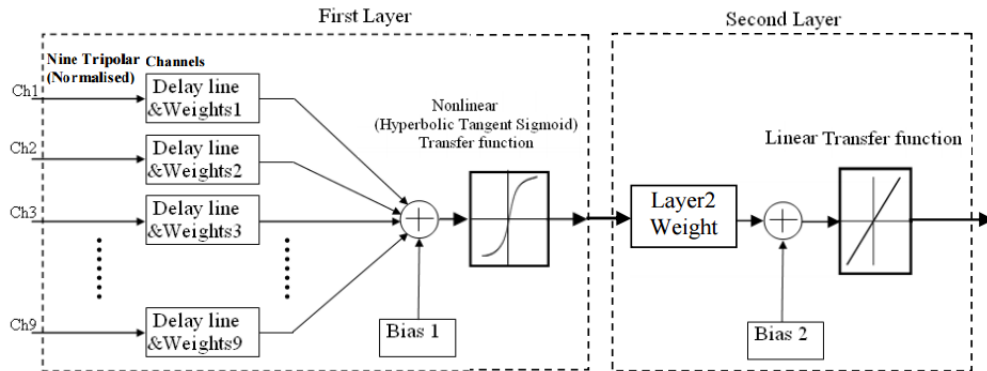 First Layer
Second Layer
Nine Tripolar Channels
(Normalised)
Ch1
Delay line
&Weights1
Ch2
Delay line
&Weights2
Ch3
Delay line
&Weights3
Ch9
Delay line
&Weights9
Nonlinear
(Hyperbolic Tangent Sigmoid)
Transfer function
Bias 1
Layer2
Weight
Linear Transfer function
Bias 2